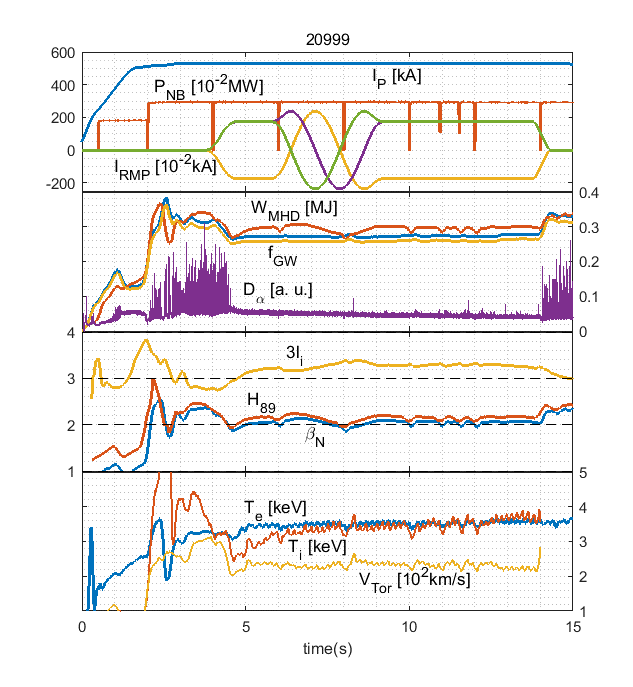 20999
600
400
200
0
-200
P_NB [10^-2MW]
I_P [kA]
I_RMP [10^-2kA]
0.4
0.3
0.2
0.1
0
W_MHD [MJ]
f_GW
D_α [a. u.]
4
3
2
1
3I_i
H_89
β_N
5
4
3
2
1
T_e [keV]
T_i [keV]
V_Tor [10^2km/s]
0 5 10 15
time(s)